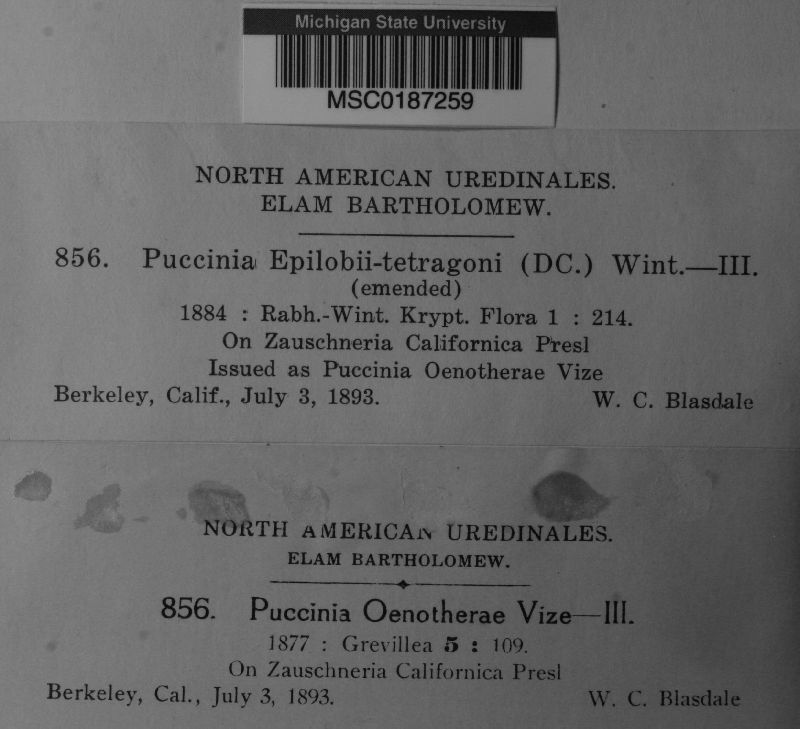 Michigan State University
MSC0187259
NORTH AMERICAN UREDINALES.
ELAM BARTHOLOMEW.
856. Puccinia Epilobii-tetragoni (DC.) Wint.—III.
(emended)
1884 : Rabh.-Wint. Krypt. Flora 1 : 214.
On Zauschneria Californica Presl
Issued as Puccinia Oenotherae Vize
Berkeley, Calif., July 3, 1893. W. C. Blasdale
NORTH AMERICAN UREDINALES.
ELAM BARTHOLOMEW.
856. Puccinia Oenotherae Vize—III.
1877 : Grevillea 5 : 109.
On Zauschneria Californica Presl
Berkeley, Cal., July 3, 1893. W. C. Blasdale